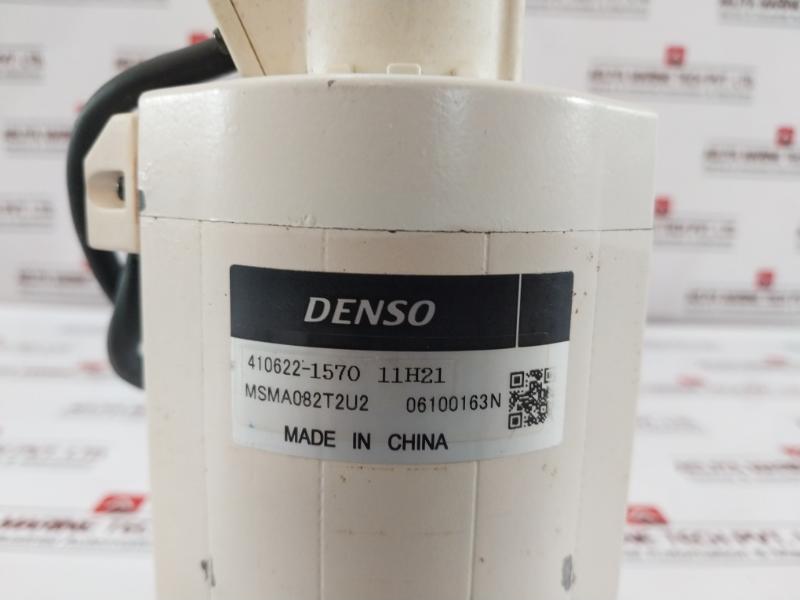 DENSO
410622-1570 11H21
MSMA082T2U2 06100163N
MADE IN CHINA